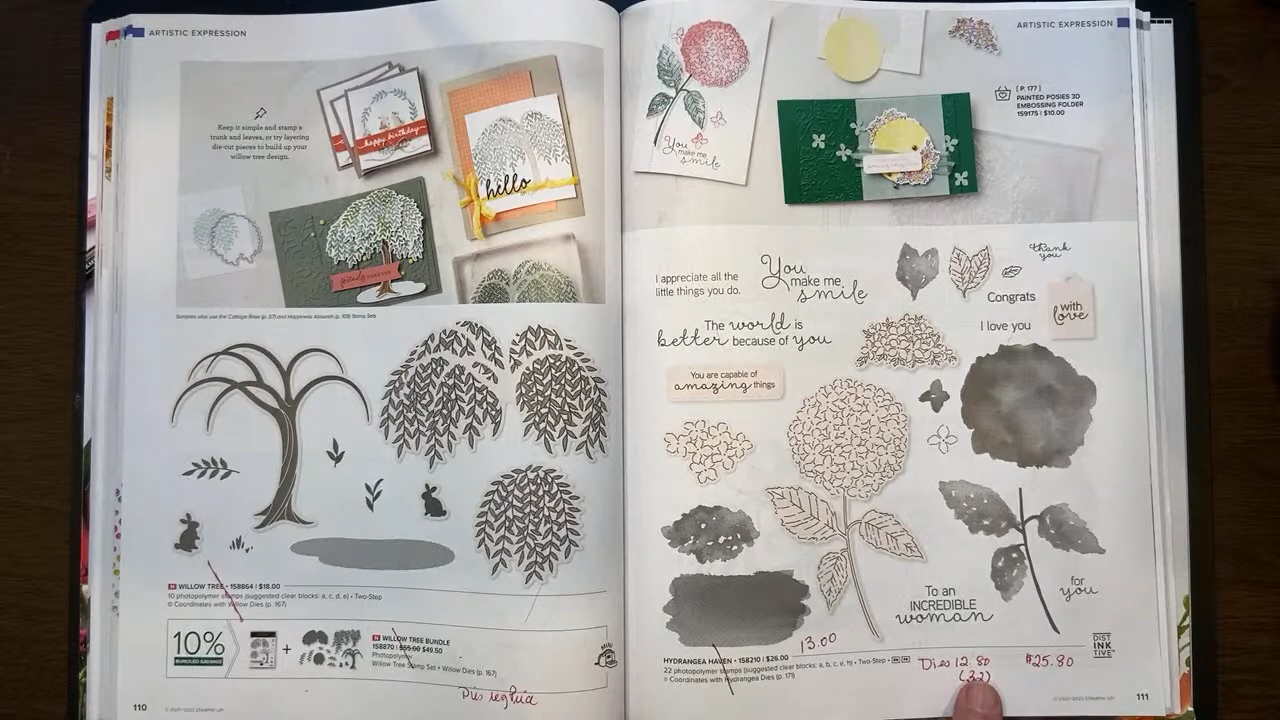 ARTISTIC EXPRESSION
Keep it simple and stamp a
trunk and leaves, or try layering
die-cut pieces to build up your
willow tree design.
happy birthday
hello
Samples also use the Cottage Rose (p. 57) and Happiness Abounds (p. 109) Stamp Sets
N WILLOW TREE • 158864 | $18.00
10 photopolymer stamps (suggested clear blocks: a, c, d, e) • Two-Step
Coordinates with Willow Dies (p. 167)
10%
BUNDLED SAVINGS
+
N WILLOW TREE BUNDLE
158870 | $55.00 $49.50
Photopolymer
Willow Tree Stamp Set + Willow Dies (p. 167)
110
© 2020–2022 STAMPIN' UP!
ARTISTIC EXPRESSION
[ P. 177 ]
PAINTED POSIES 3D
EMBOSSING FOLDER
159175 | $10.00
You
make me
smile
I appreciate all the
little things you do.
You
make me
smile
thank
you
Congrats
with
love
The world is
better because of you
I love you
You are capable of
amazing things
To an
INCREDIBLE
woman
for
you
13.00
HYDRANGEA HAVEN • 158210 | $26.00
22 photopolymer stamps (suggested clear blocks: a, b, c, e, h) • Two-Step
Coordinates with Hydrangea Dies (p. 171)
Dies 12.80
$25.80
DIST
INK
TIVE
© 2020–2022 STAMPIN' UP!
111